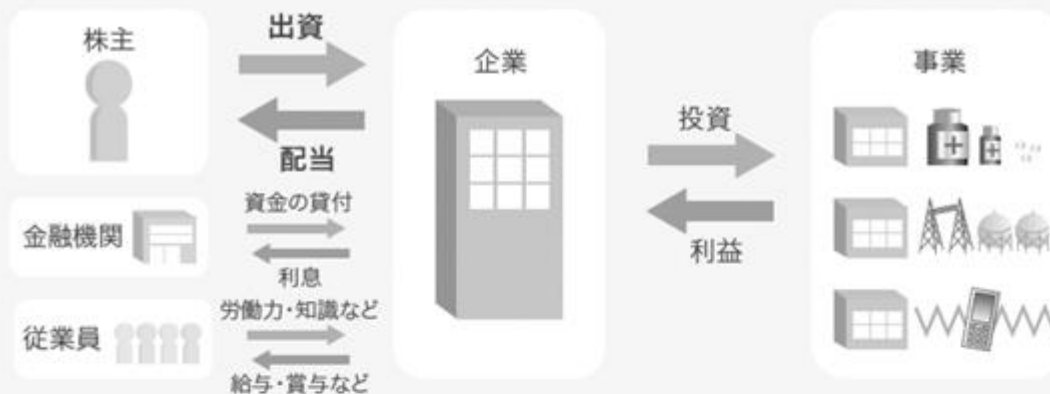 株主
出資
配当
金融機関
資金の貸付
利息
従業員
労働力・知識など
給与・賞与など
企業
投資
利益
事業